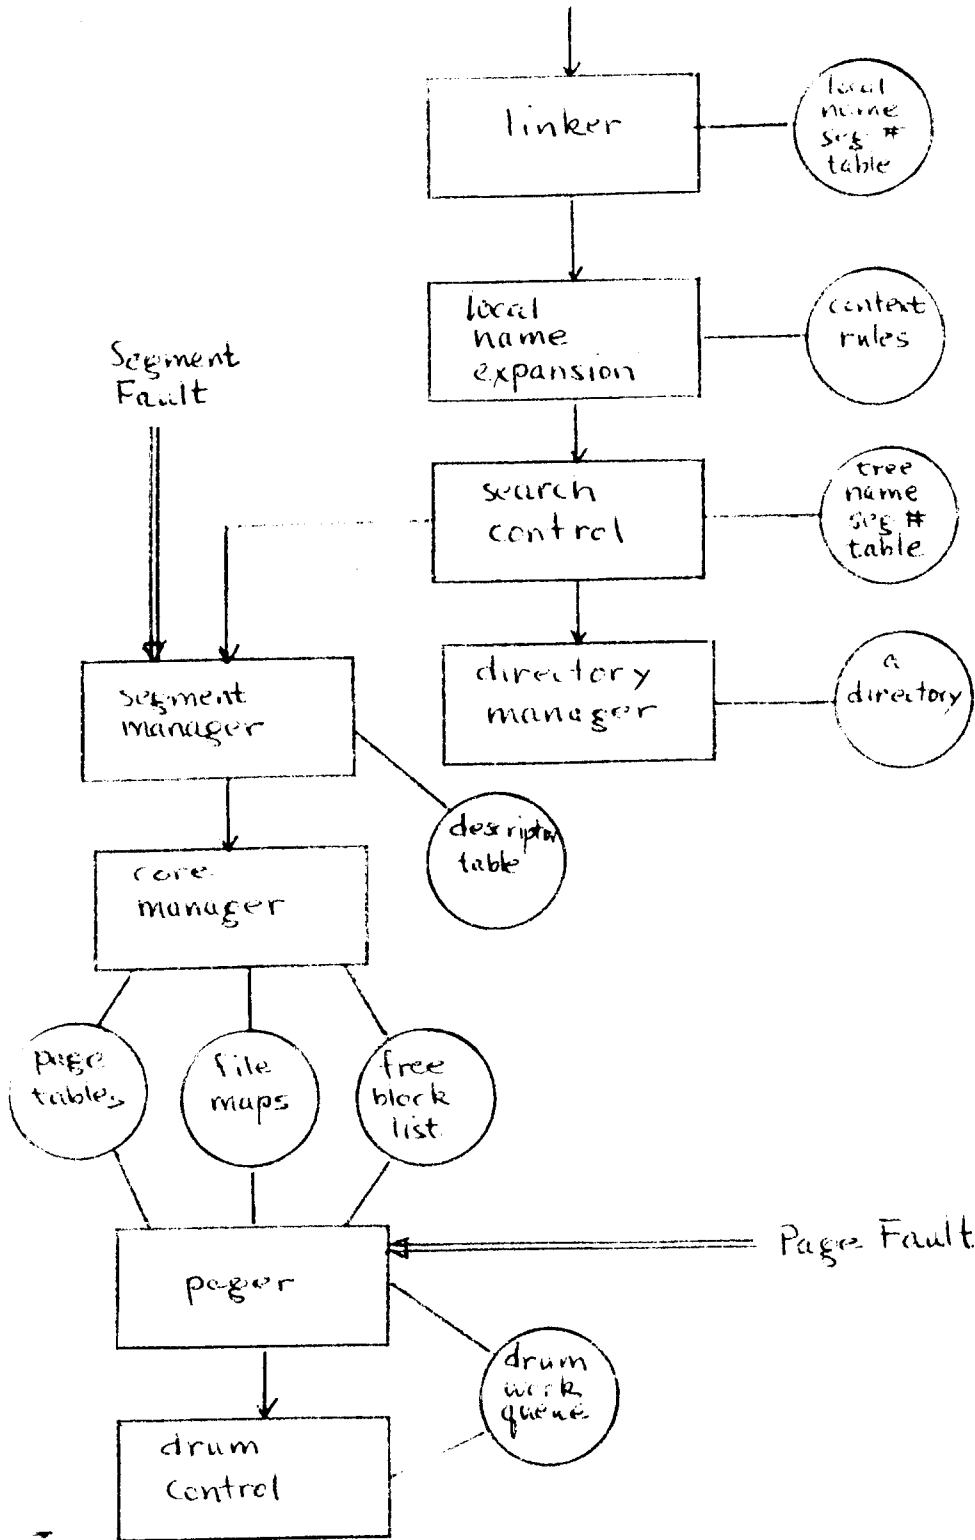 linker
local
name
seg #
table
local
name
expansion
context
rules
Segment
Fault
search
control
tree
name
seg #
table
segment
manager
directory
manager
a
directory
descriptor
table
core
manager
page
tables
file
maps
free
block
list
pager
Page Fault
drum
work
queue
drum
control